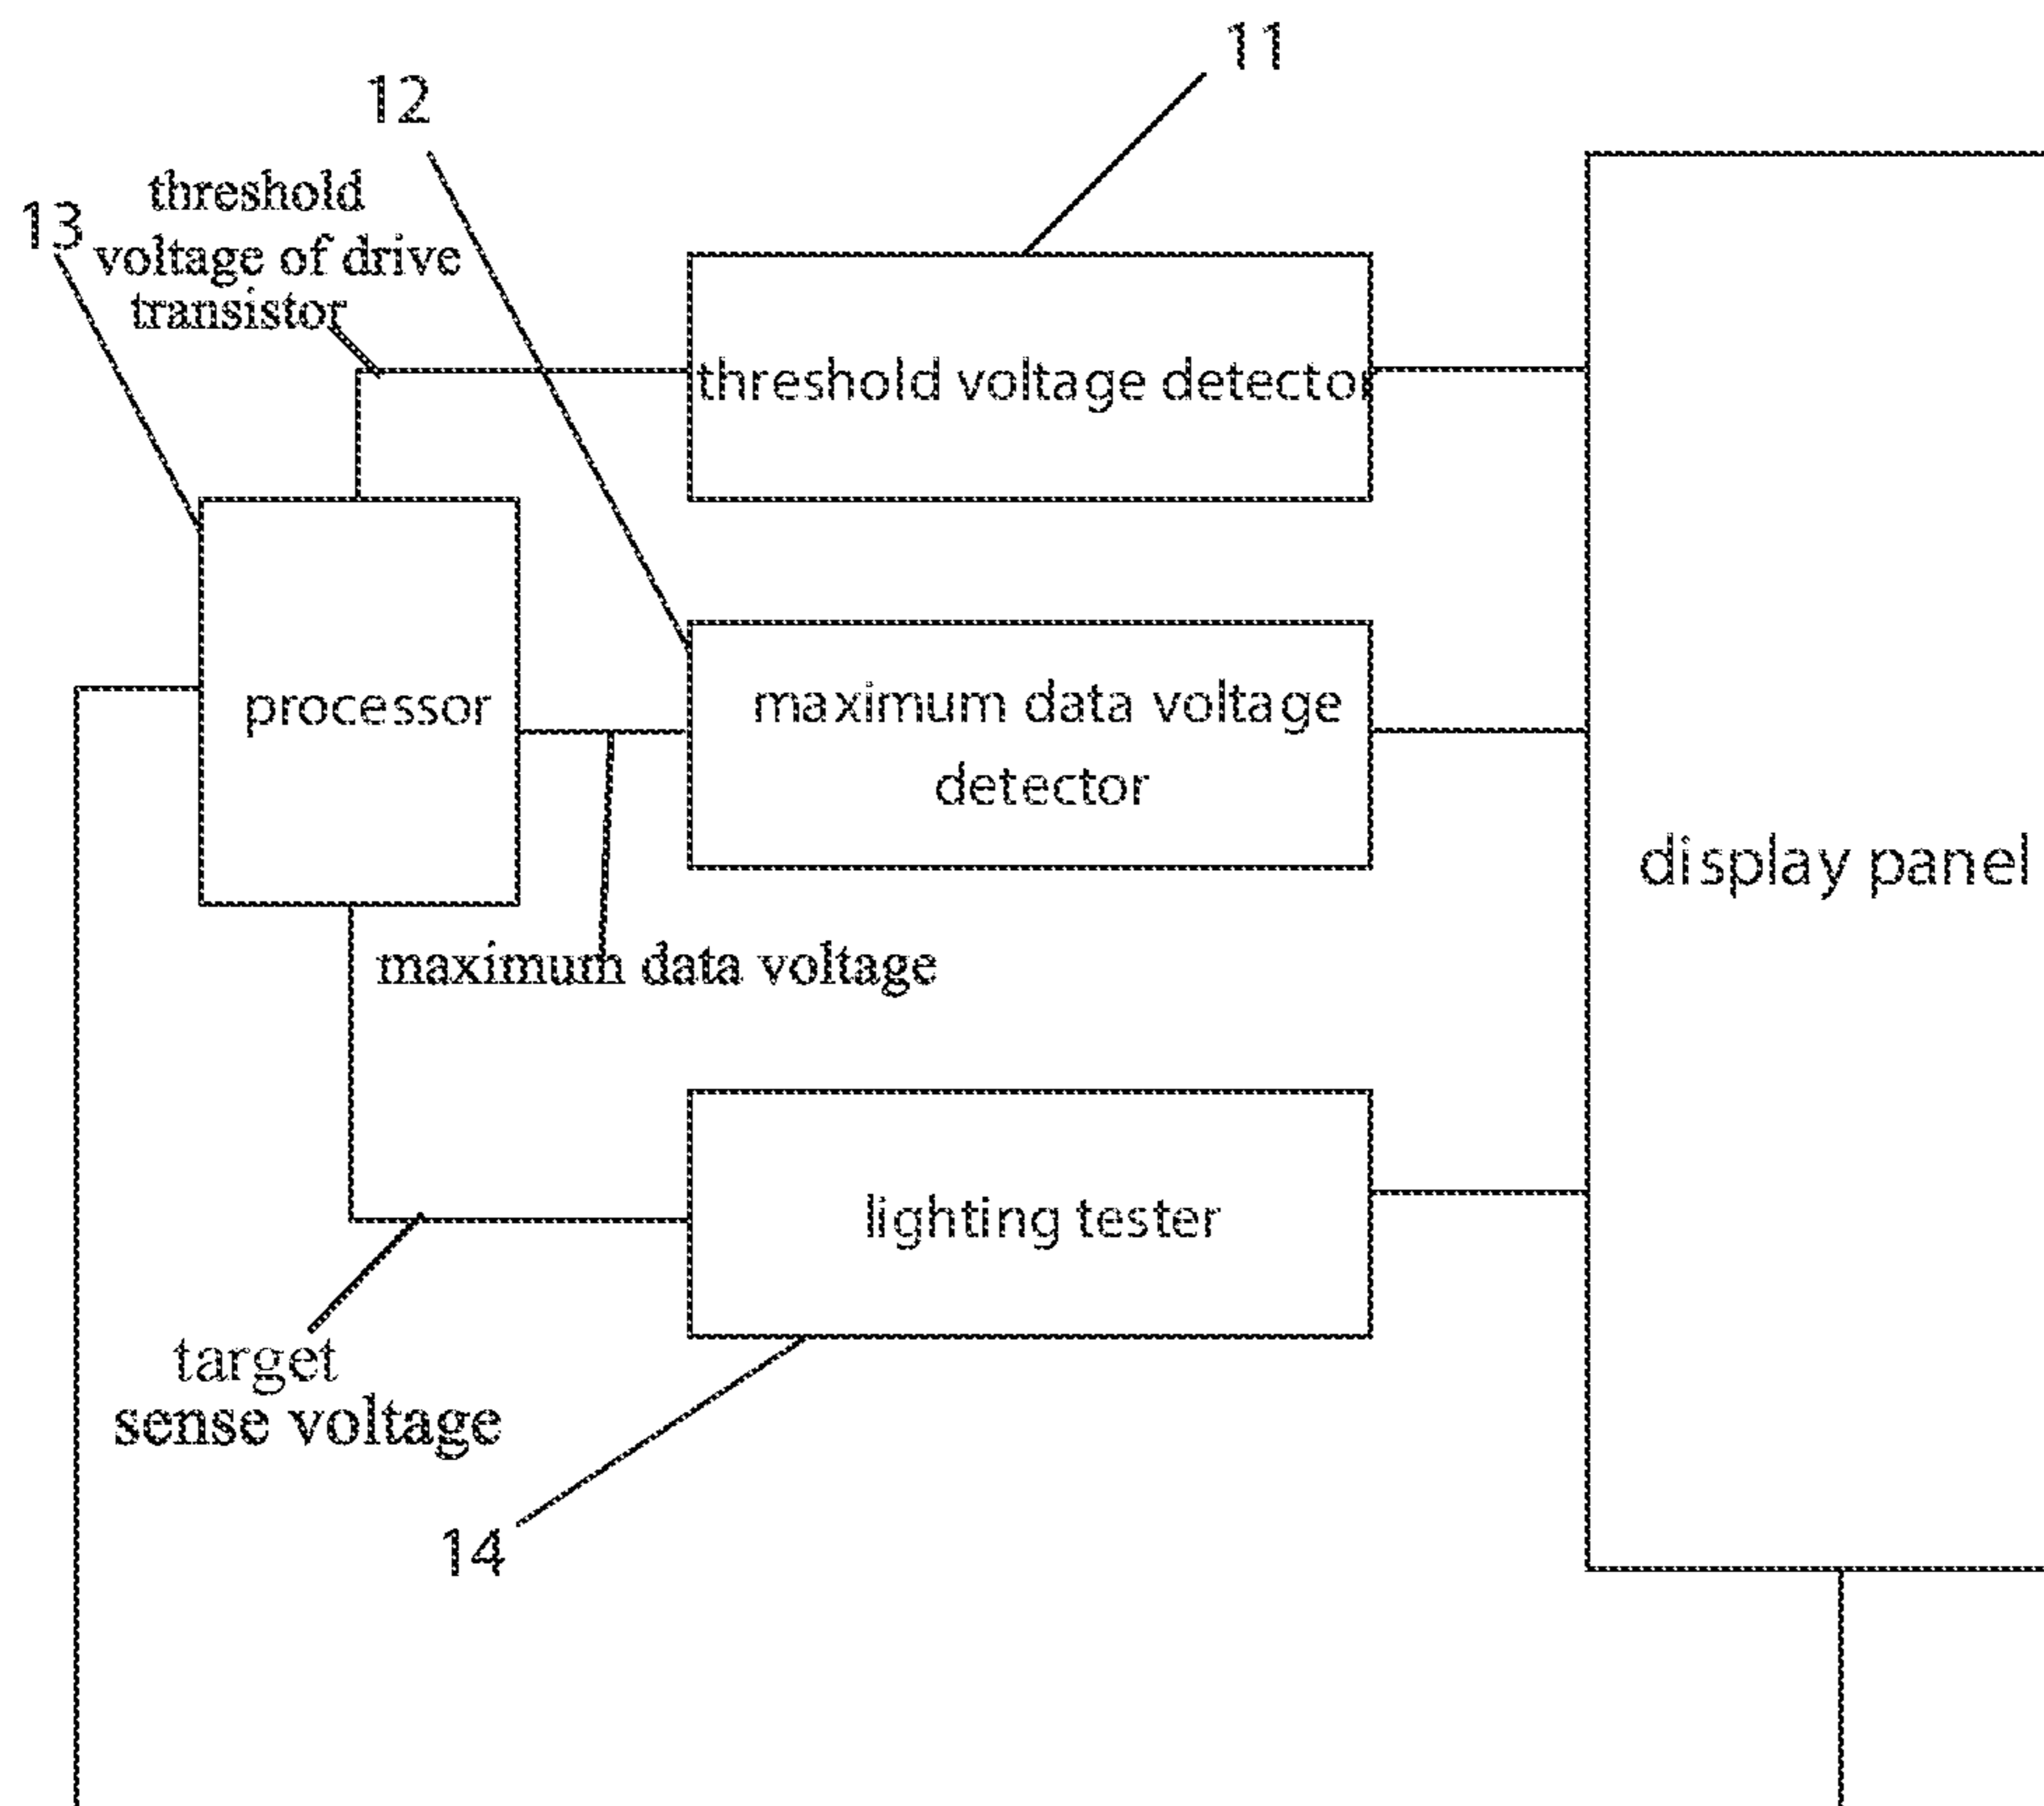 11
12
threshold
13
voltage of drive
transistor
threshold voltage detector
processor
maximum data voltage
detector
display panel
maximum data voltage
lighting tester
target
sense voltage
14